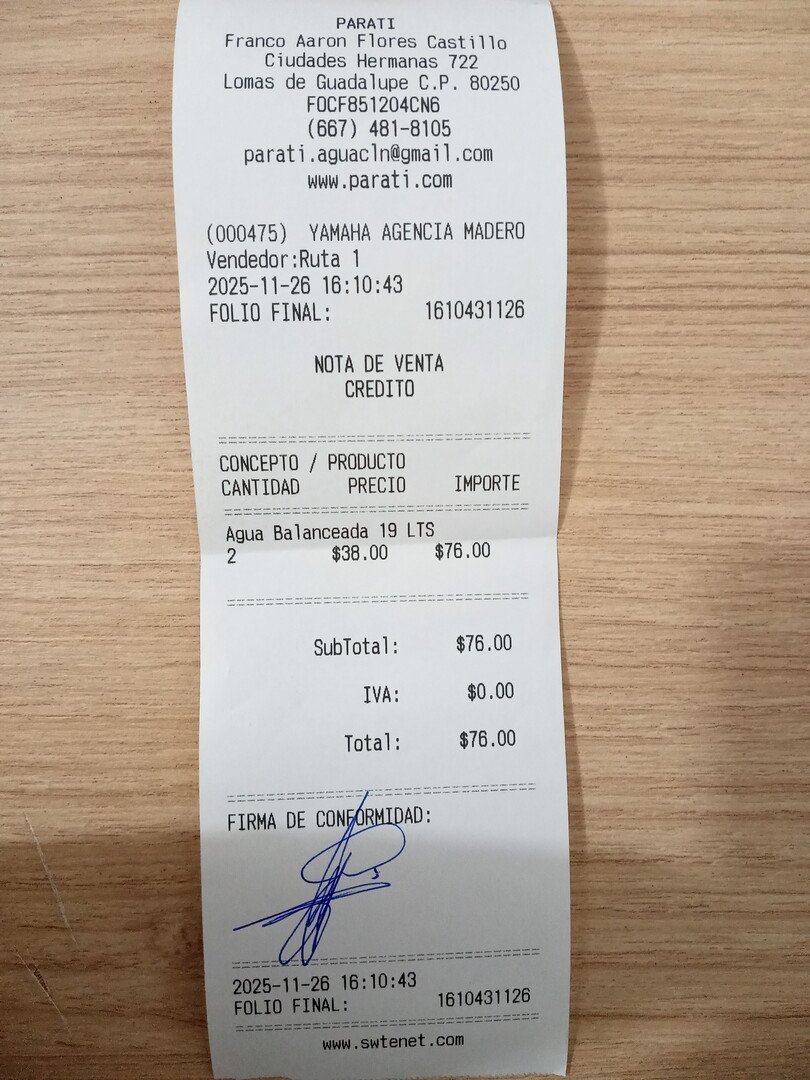 PARATI
Franco Aaron Flores Castillo
Ciudades Hermanas 722
Lomas de Guadalupe C.P. 80250
FOCF851204CN6
(667) 481-8105
parati.aguacln@gmail.com
www.parati.com
(000475) YAMAHA AGENCIA MADERO
Vendedor:Ruta 1
2025-11-26 16:10:43
FOLIO FINAL: 1610431126
NOTA DE VENTA
CREDITO
CONCEPTO / PRODUCTO
CANTIDAD PRECIO IMPORTE
Agua Balanceada 19 LTS
2 $38.00 $76.00
SubTotal: $76.00
IVA: $0.00
Total: $76.00
FIRMA DE CONFORMIDAD:
2025-11-26 16:10:43
FOLIO FINAL: 1610431126
www.swtenet.com